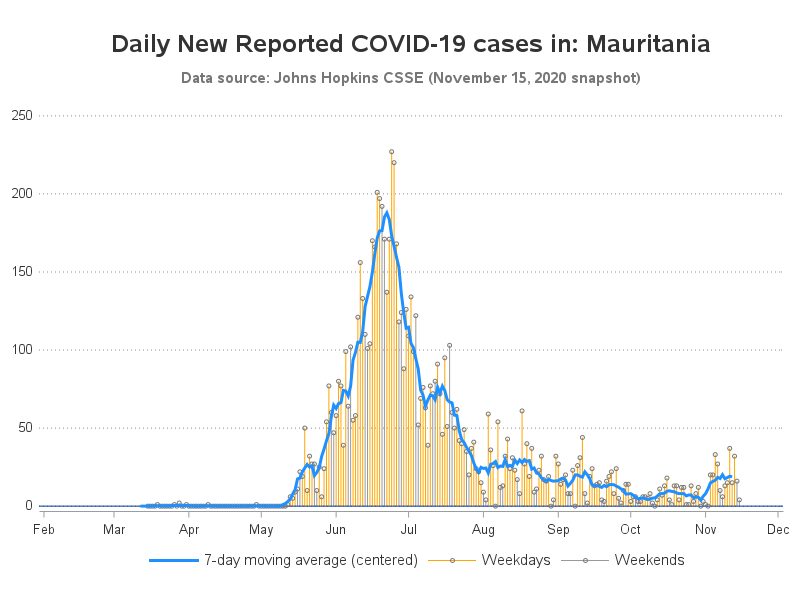 Daily New Reported COVID-19 cases in: Mauritania
Data source: Johns Hopkins CSSE (November 15, 2020 snapshot)
250
200
150
100
50
0
Feb Mar Apr May Jun Jul Aug Sep Oct Nov Dec
7-day moving average (centered) Weekdays Weekends